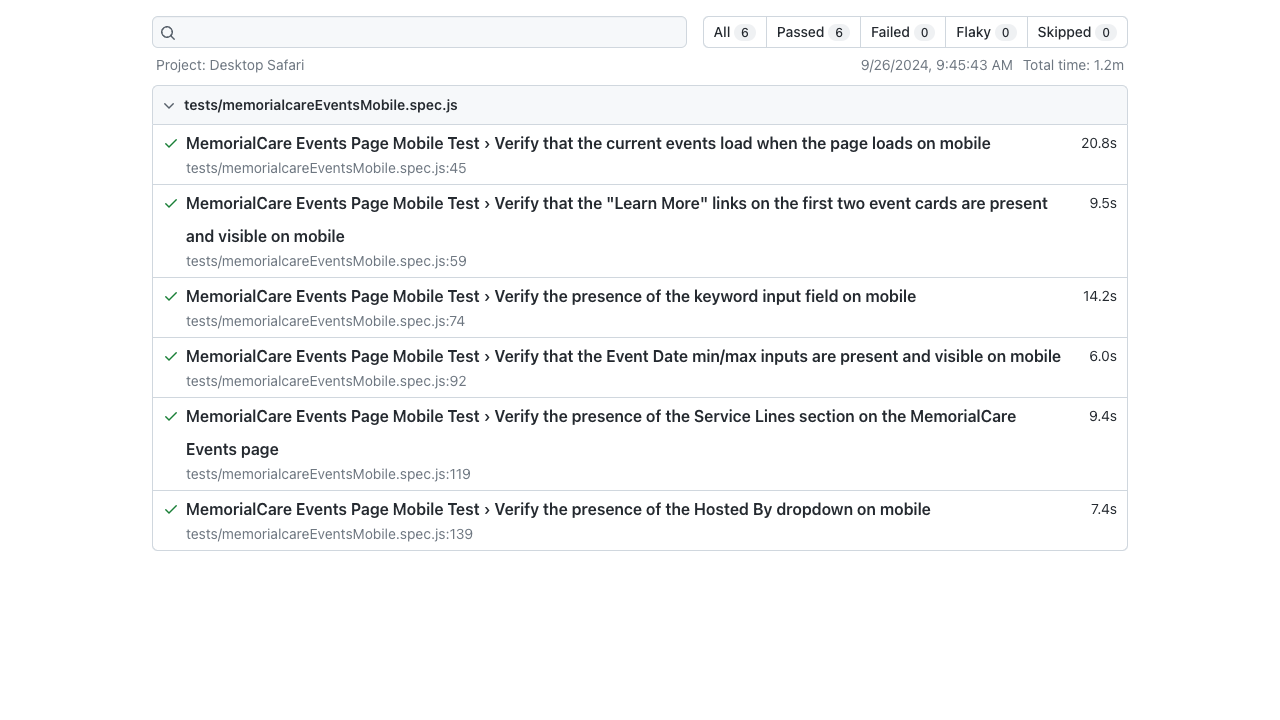 All 6 Passed 6 Failed 0 Flaky 0 Skipped 0
Project: Desktop Safari 9/26/2024, 9:45:43 AM Total time: 1.2m
tests/memorialcareEventsMobile.spec.js
MemorialCare Events Page Mobile Test › Verify that the current events load when the page loads on mobile 20.8s
tests/memorialcareEventsMobile.spec.js:45
MemorialCare Events Page Mobile Test › Verify that the "Learn More" links on the first two event cards are present 9.5s
and visible on mobile
tests/memorialcareEventsMobile.spec.js:59
MemorialCare Events Page Mobile Test › Verify the presence of the keyword input field on mobile 14.2s
tests/memorialcareEventsMobile.spec.js:74
MemorialCare Events Page Mobile Test › Verify that the Event Date min/max inputs are present and visible on mobile 6.0s
tests/memorialcareEventsMobile.spec.js:92
MemorialCare Events Page Mobile Test › Verify the presence of the Service Lines section on the MemorialCare 9.4s
Events page
tests/memorialcareEventsMobile.spec.js:119
MemorialCare Events Page Mobile Test › Verify the presence of the Hosted By dropdown on mobile 7.4s
tests/memorialcareEventsMobile.spec.js:139